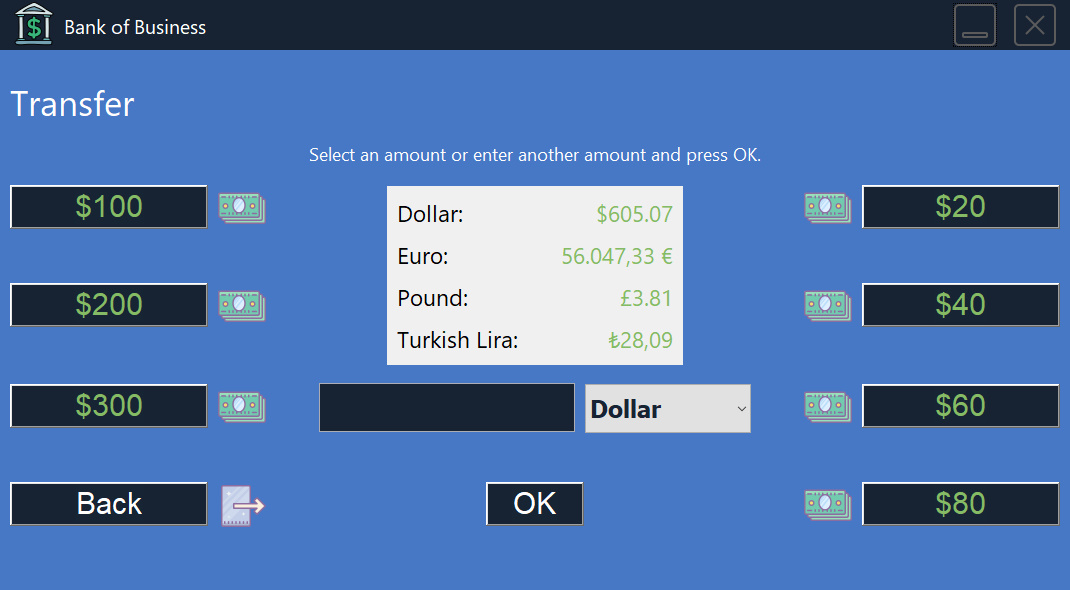 Bank of Business
Transfer
Select an amount or enter another amount and press OK.
$100
Dollar: $605.07
$20
Euro: 56.047,33 €
$200
Pound: £3.81
$40
Turkish Lira: ₺28,09
$300
Dollar
$60
Back
OK
$80